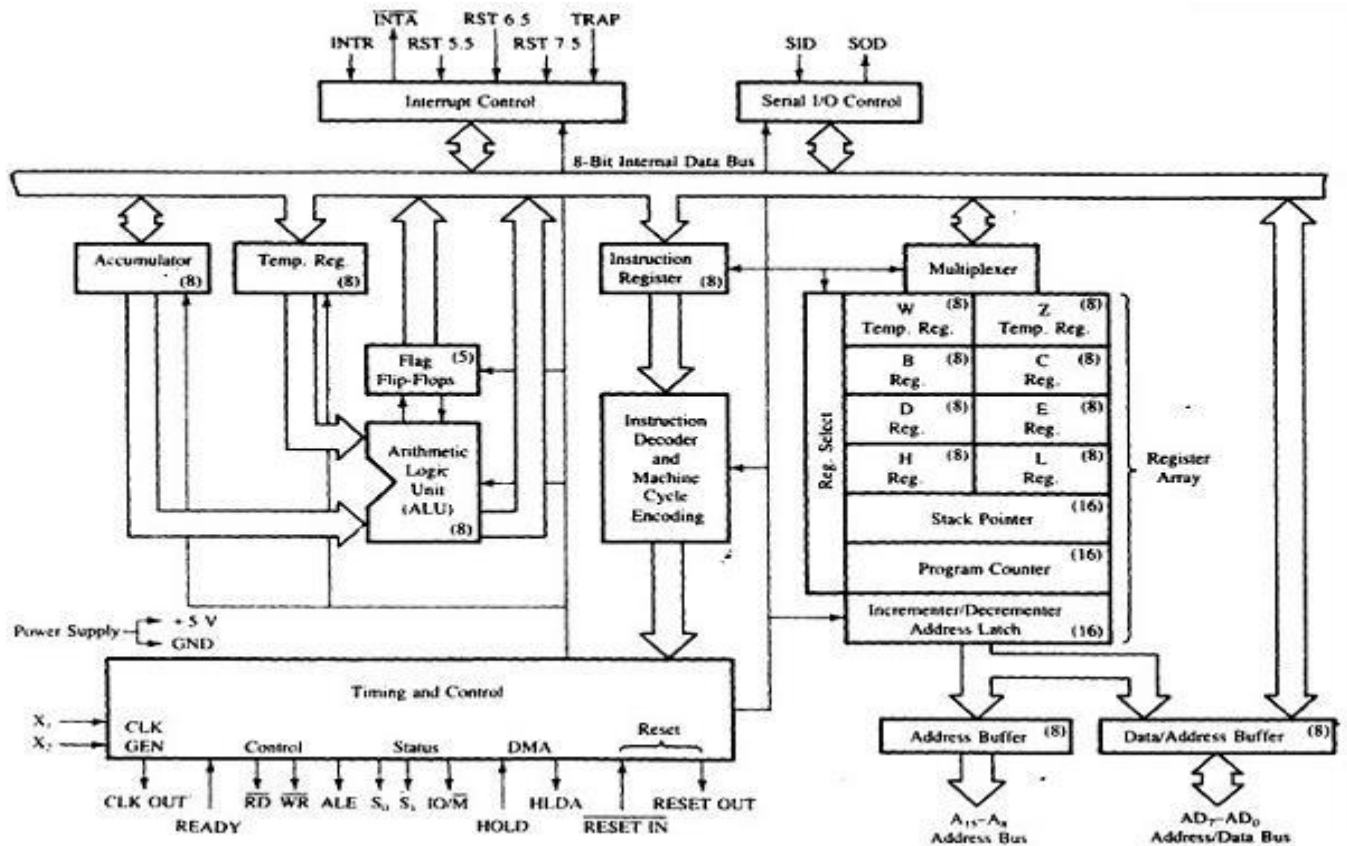 INTA RST 6.5 TRAP
INTR RST 5.5 RST 7.5
SID SOD
Interrupt Control
Serial I/O Control
8-Bit Internal Data Bus
Accumulator
(8)
Temp. Reg.
(8)
Instruction
Register
(8)
Multiplexer
Flag
Flip-Flops
(5)
Arithmetic
Logic
Unit
(ALU)
(8)
Instruction
Decoder
and
Machine
Cycle
Encoding
Reg. Select
W (8) Z (8)
Temp. Reg. Temp. Reg.
B (8) C (8)
Reg. Reg.
D (8) E (8)
Reg. Reg.
H (8) L (8)
Reg. Reg.
(16)
Stack Pointer
(16)
Program Counter
Incrementer/Decrementer
Address Latch (16)
Register
Array
Power Supply
+5 V
GND
Timing and Control
X₁
X₂
CLK
GEN
Control
Status
DMA
Reset
CLK OUT
READY
RD WR ALE S₀ S₁ IO/M
HOLD
HLDA
RESET IN
RESET OUT
Address Buffer (8)
Data/Address Buffer (8)
A₁₅–A₈
Address Bus
AD₇–AD₀
Address/Data Bus